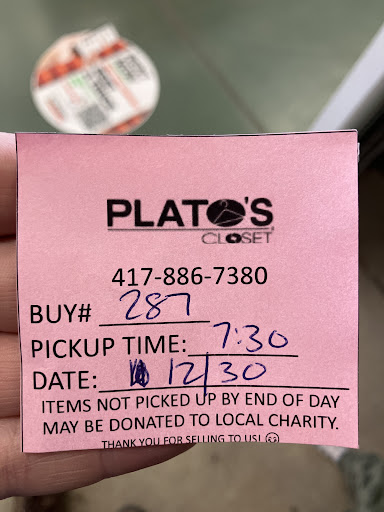 PLATO'S
CLOSET
417-886-7380
BUY# 287
PICKUP TIME: 7:30
DATE: 12/30
ITEMS NOT PICKED UP BY END OF DAY
MAY BE DONATED TO LOCAL CHARITY.
THANK YOU FOR SELLING TO US! ☺